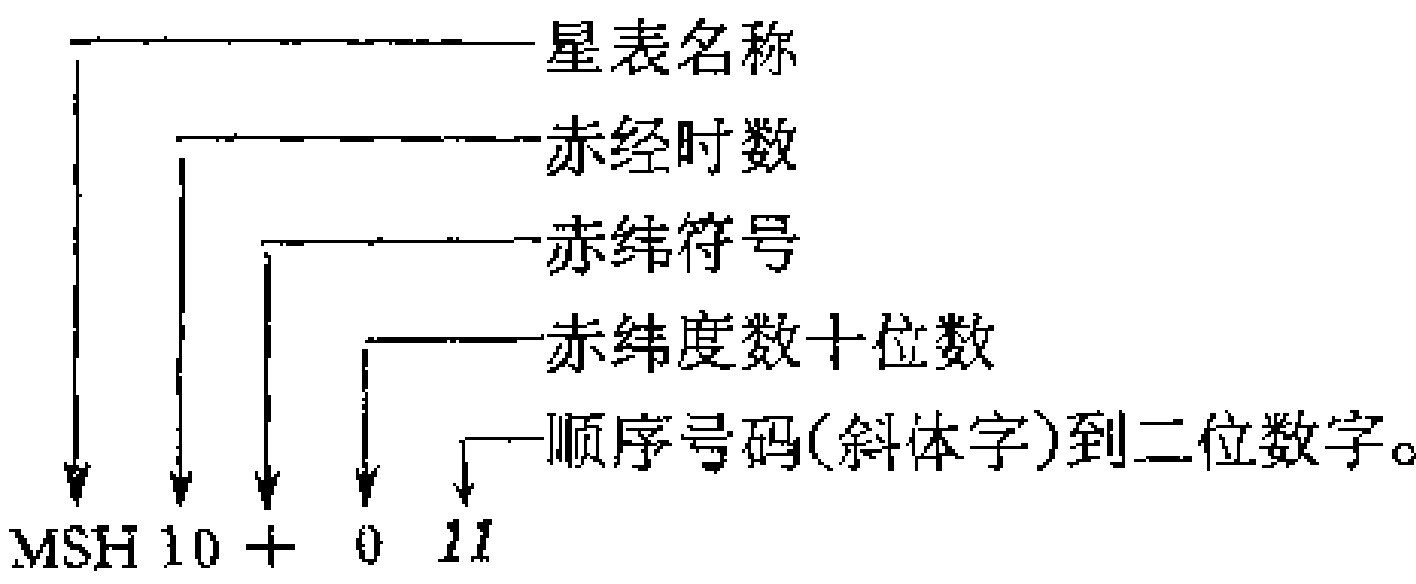 星表名称
赤经时数
赤纬符号
赤纬度数十位数
顺序号码(斜体字)到二位数字。
MSH 10 + 0 11